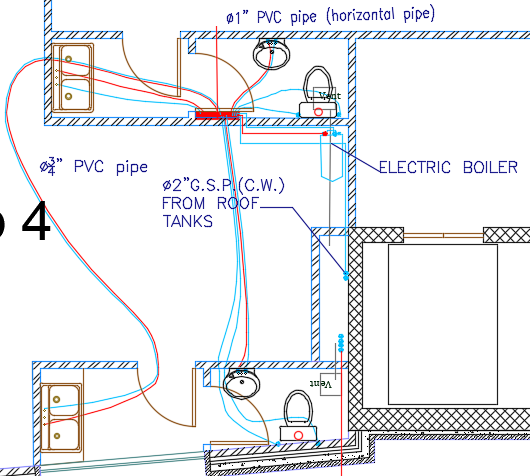 ø1" PVC pipe (horizontal pipe)
Vent
ø¾" PVC pipe
ELECTRIC BOILER
ø2"G.S.P.(C.W.)
FROM ROOF
TANKS
4
Vent